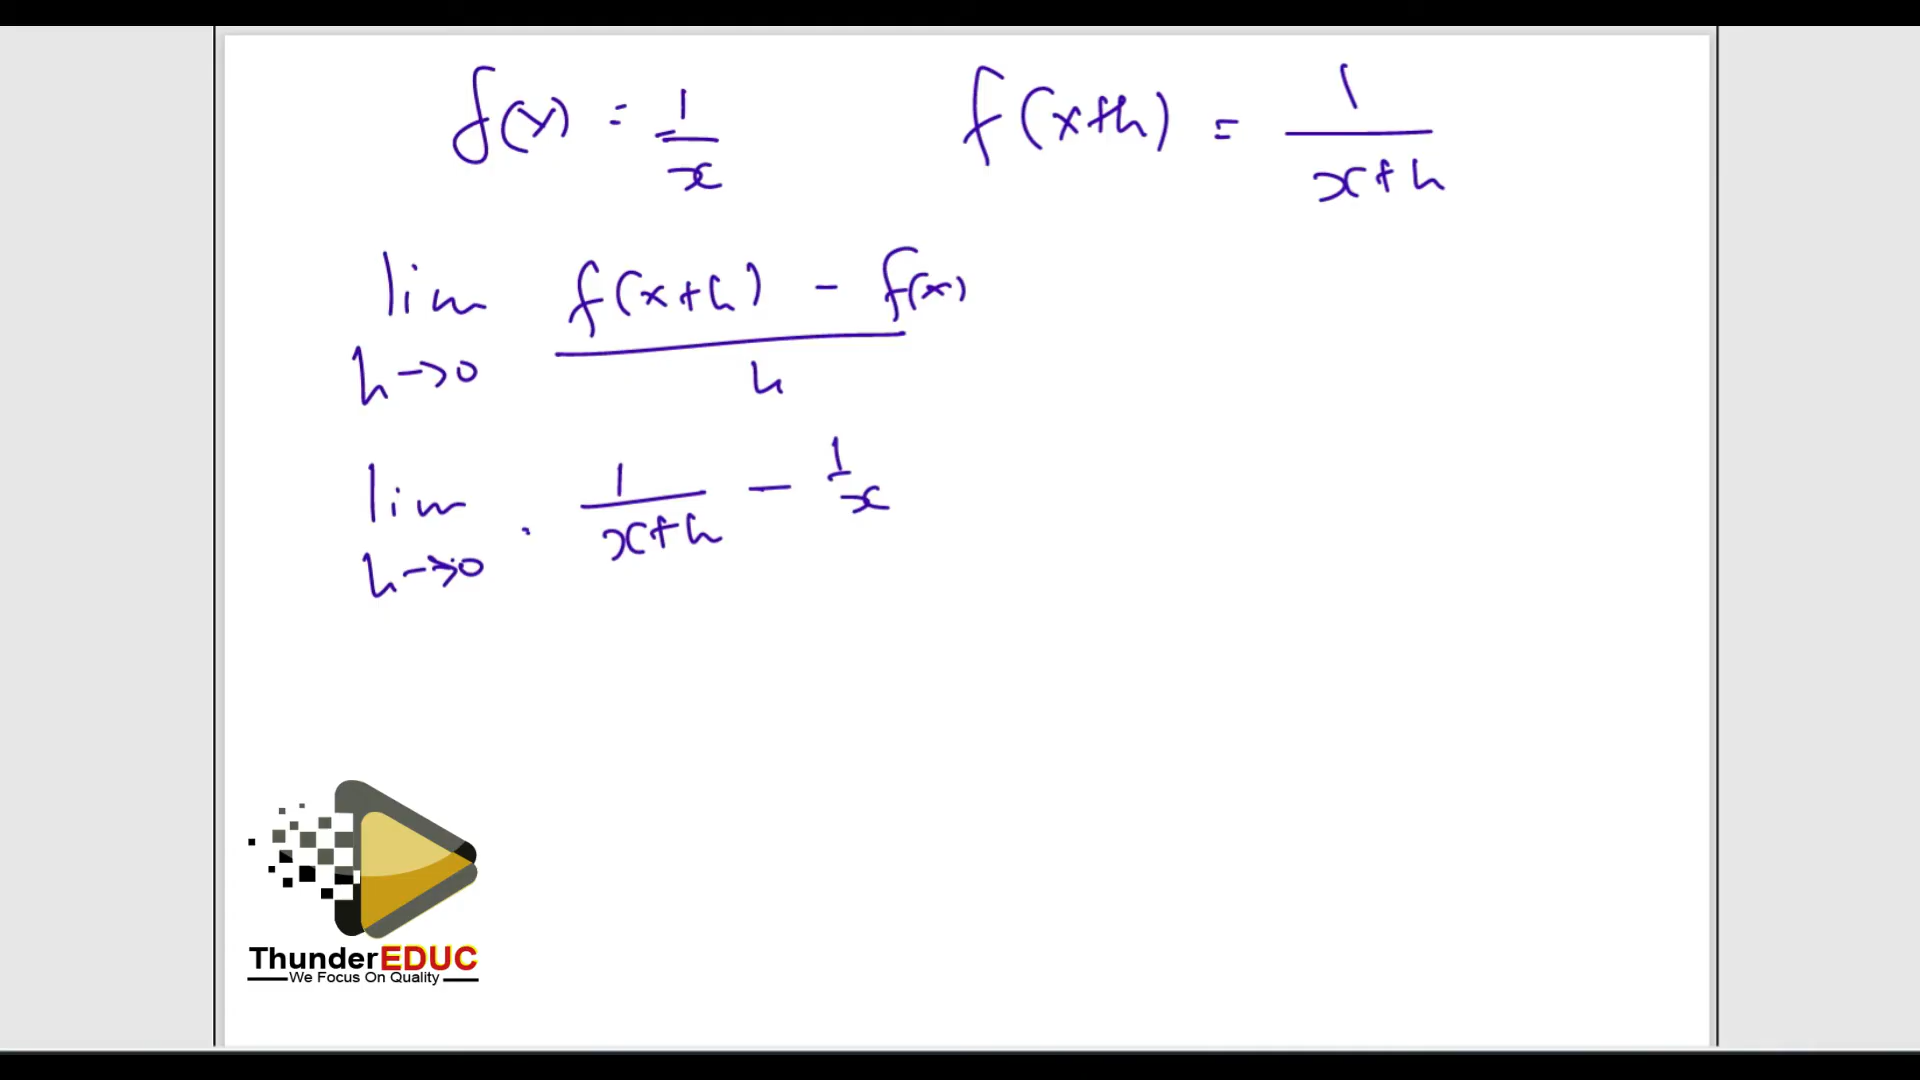 f(x) = 1/x    f(x+h) = 1/(x+h)
lim h→0 (f(x+h) - f(x))/h
lim h→0 . 1/(x+h) - 1/x
ThunderEDUC
We Focus On Quality